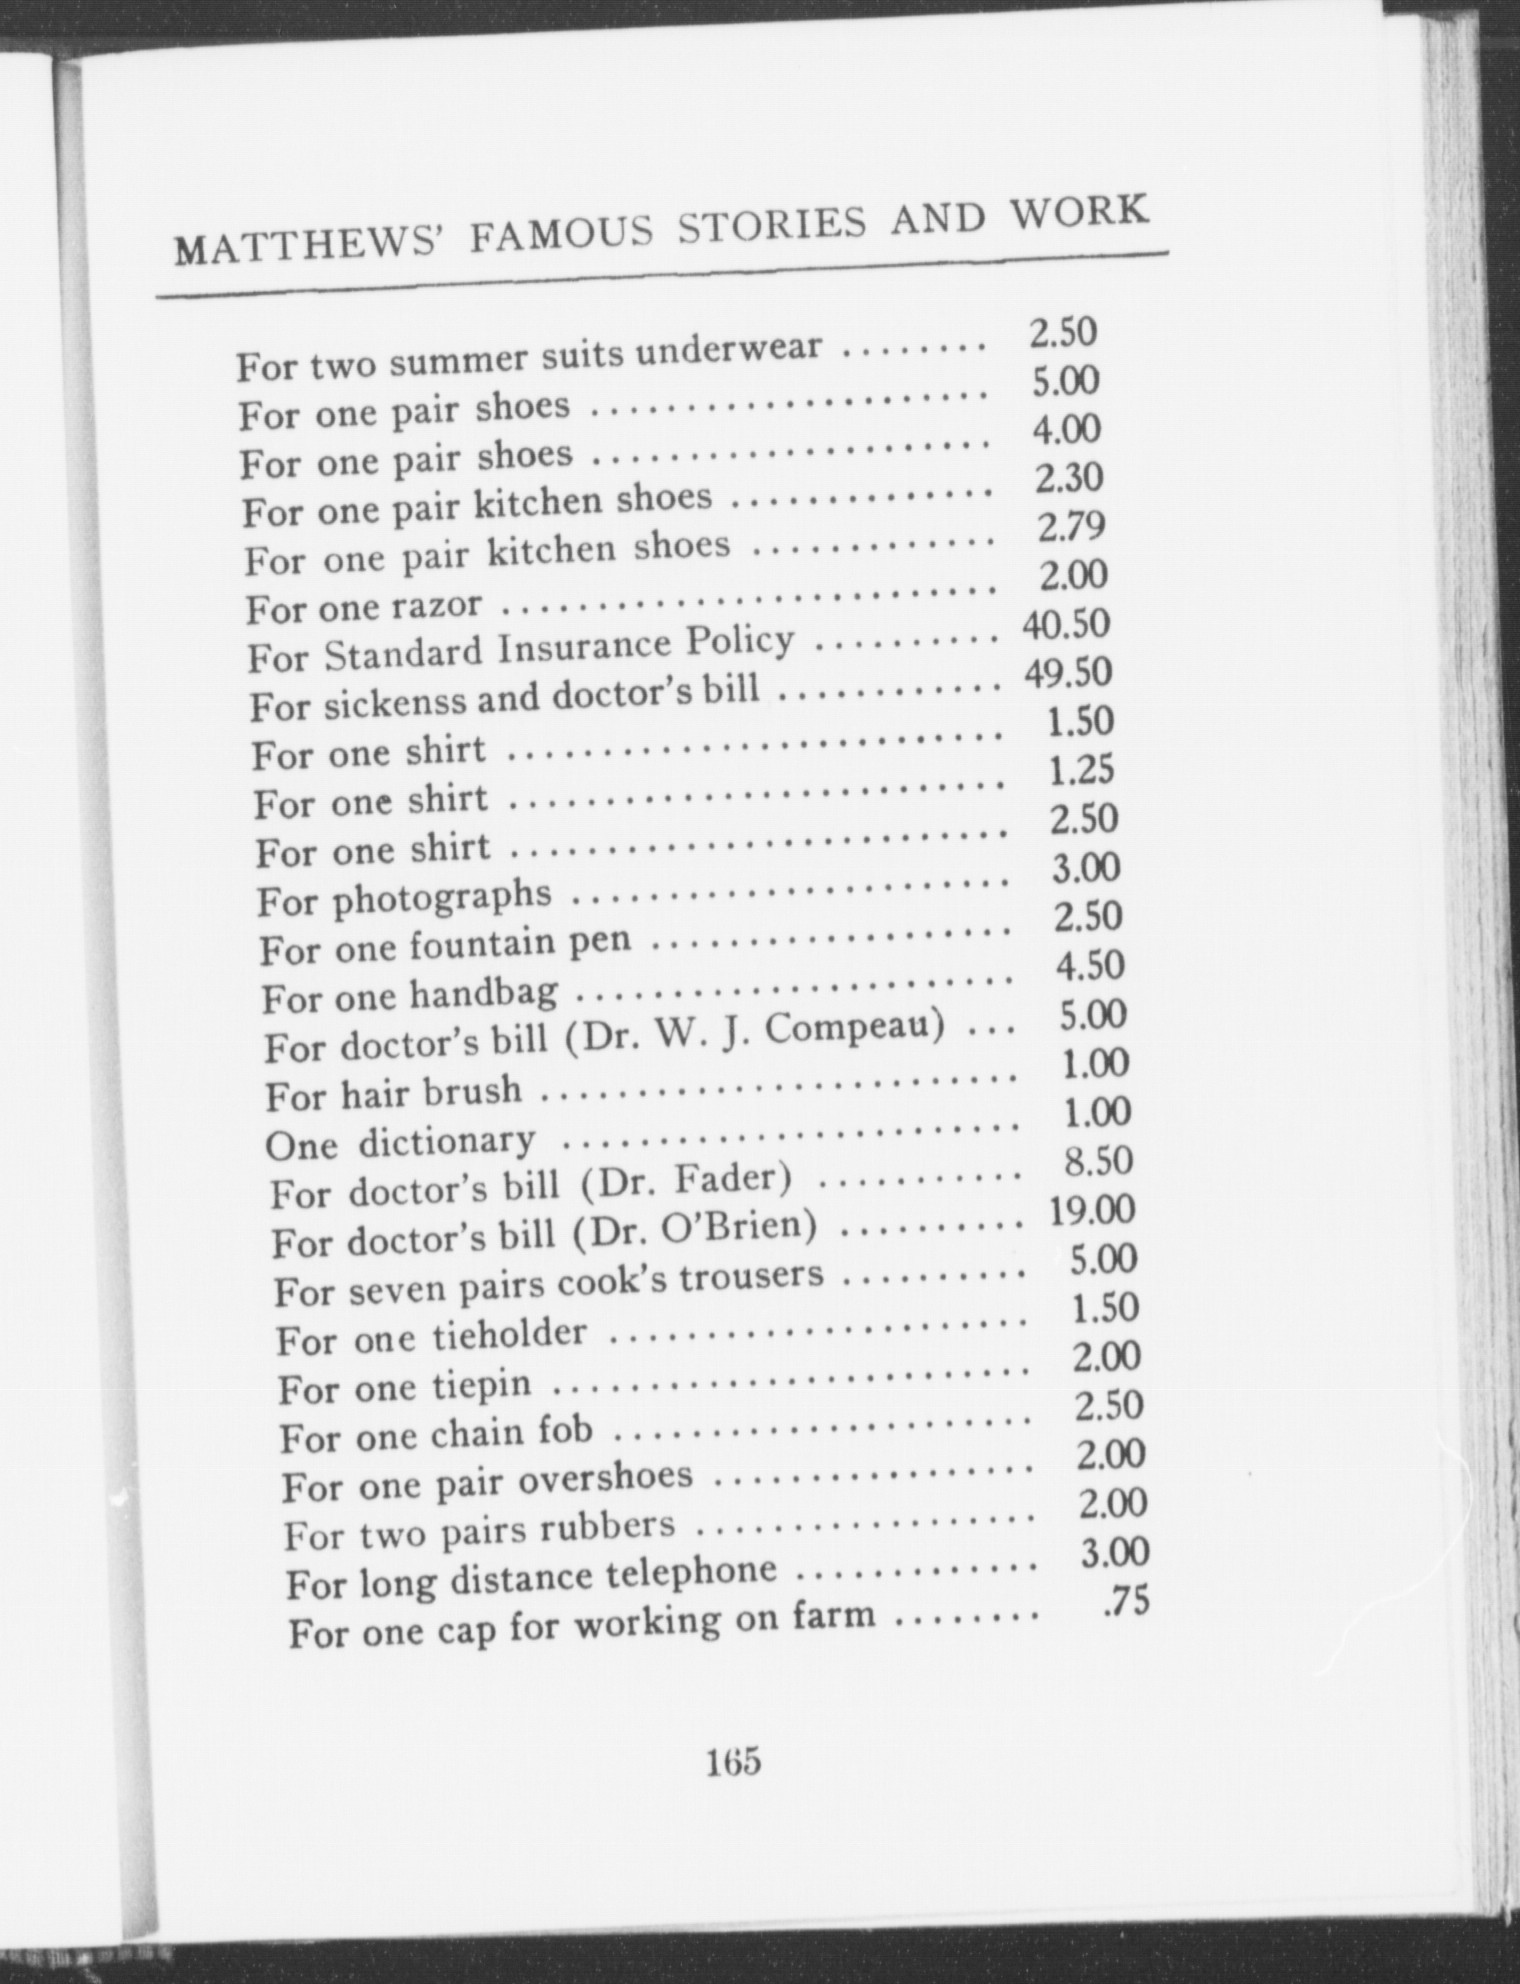 MATTHEWS' FAMOUS STORIES AND WORK
For two summer suits underwear ........ 2.50
For one pair shoes ..................... 5.00
For one pair shoes ..................... 4.00
For one pair kitchen shoes .............. 2.30
For one pair kitchen shoes ............. 2.79
For one razor .......................... 2.00
For Standard Insurance Policy .......... 40.50
For sickenss and doctor's bill ............ 49.50
For one shirt .......................... 1.50
For one shirt .......................... 1.25
For one shirt .......................... 2.50
For photographs ....................... 3.00
For one fountain pen ................... 2.50
For one handbag ....................... 4.50
For doctor's bill (Dr. W. J. Compeau) ... 5.00
For hair brush ......................... 1.00
One dictionary ........................ 1.00
For doctor's bill (Dr. Fader) ........... 8.50
For doctor's bill (Dr. O'Brien) .......... 19.00
For seven pairs cook's trousers .......... 5.00
For one tieholder ...................... 1.50
For one tiepin ......................... 2.00
For one chain fob ...................... 2.50
For one pair overshoes ................. 2.00
For two pairs rubbers .................. 2.00
For long distance telephone ............. 3.00
For one cap for working on farm ........ .75
165